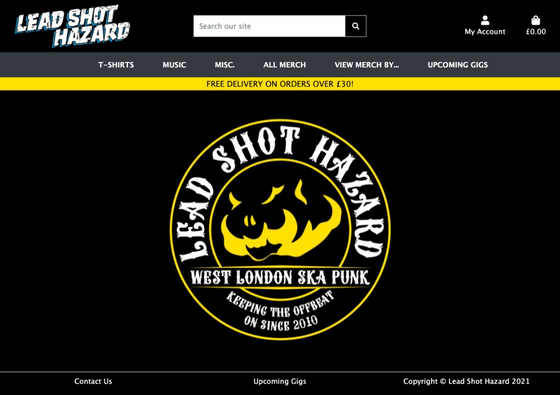 LEAD SHOT
HAZARD
Search our site
My Account
£0.00
T-SHIRTS MUSIC MISC. ALL MERCH VIEW MERCH BY... UPCOMING GIGS
FREE DELIVERY ON ORDERS OVER £30!
LEAD SHOT HAZARD
WEST LONDON SKA PUNK
KEEPING THE OFFBEAT
ON SINCE 2010
Contact Us Upcoming Gigs Copyright © Lead Shot Hazard 2021